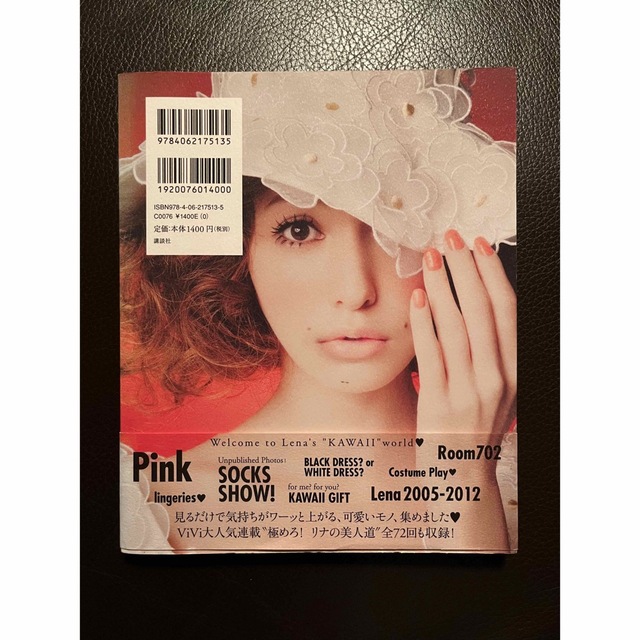 9784062175135
1920076014000
ISBN978-4-06-217513-5
C0076 ¥1400E (0)
定価:本体1400円(税別)
講談社
Welcome to Lena's "KAWAII"world♥
Pink
lingeries♥
Unpublished Photos:
SOCKS
SHOW!
BLACK DRESS? or
WHITE DRESS?
for me? for you?
KAWAII GIFT
Room702
Costume Play♥
Lena 2005-2012
見るだけで気持ちがワーッと上がる、可愛いモノ、集めました♥
ViVi大人気連載“極めろ! リナの美人道”全72回も収録!